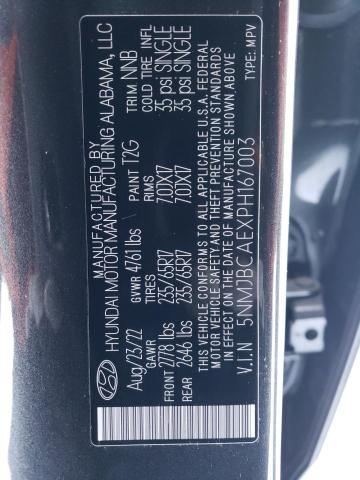 MANUFACTURED BY
HYUNDAI MOTOR MANUFACTURING ALABAMA, LLC
Aug/23/22 GVWR 4761 lbs PAINT T2G TRIM NNB
GAWR RIMS COLD TIRE INFL
FRONT 2778 lbs 235/65R17 7.0JX17 35 psi SINGLE
REAR 2646 lbs 235/65R17 7.0JX17 35 psi SINGLE
THIS VEHICLE CONFORMS TO ALL APPLICABLE U.S.A. FEDERAL
MOTOR VEHICLE SAFETY AND THEFT PREVENTION STANDARDS
IN EFFECT ON THE DATE OF MANUFACTURE SHOWN ABOVE
V.I.N 5NMJBCAEXPH167003 TYPE: MPV